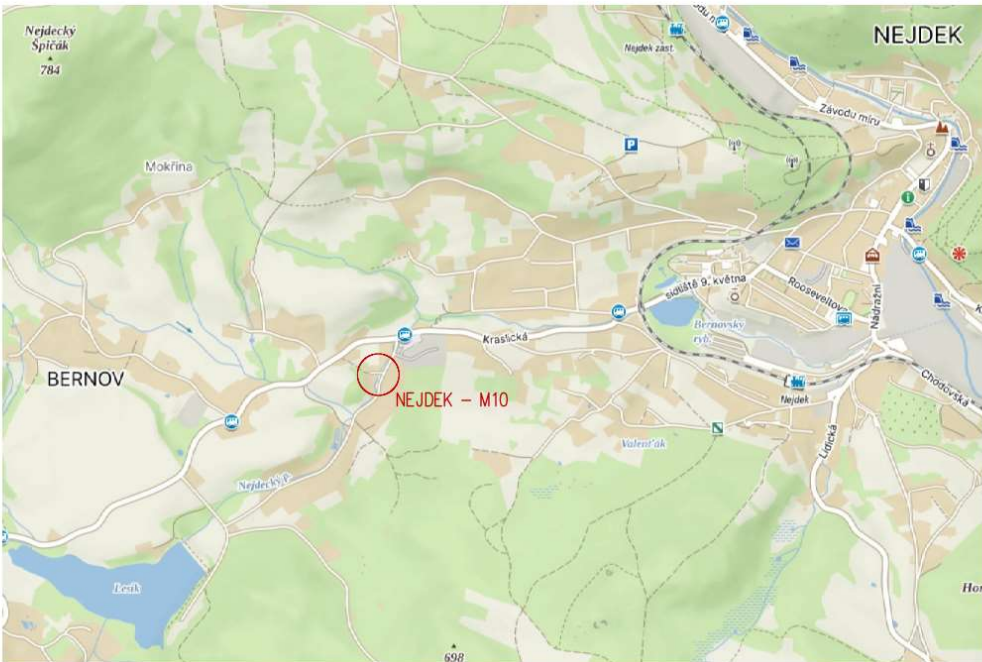 Nejdecký
Špičák
784
NEJDEK
Nejdek zast.
Závodu míru
P
Mokřina
i
sídliště 9. května
Rooseveltova
Nádražní
Bernovský
ryb.
Kraslická
BERNOV
NEJDEK – M10
Nejdek
Chodovská
Lidická
Valenťák
Nejdecký P.
Lesík
698